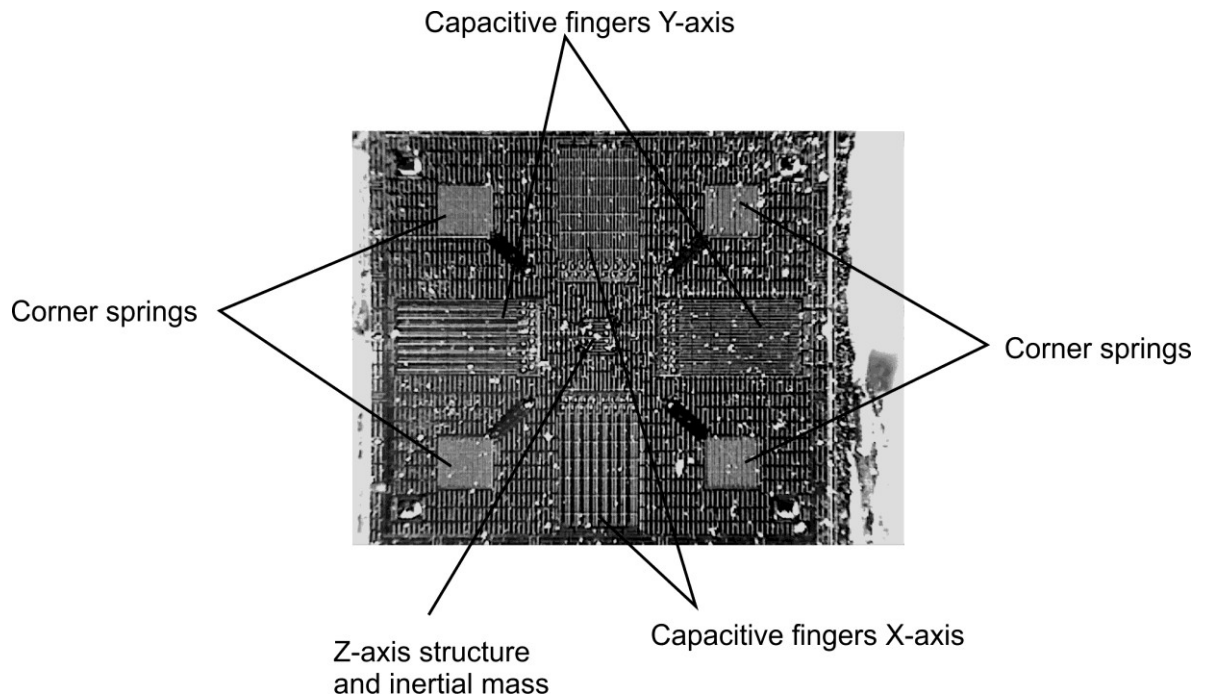 Capacitive fingers Y-axis
Corner springs
Corner springs
Capacitive fingers X-axis
Z-axis structure
and inertial mass